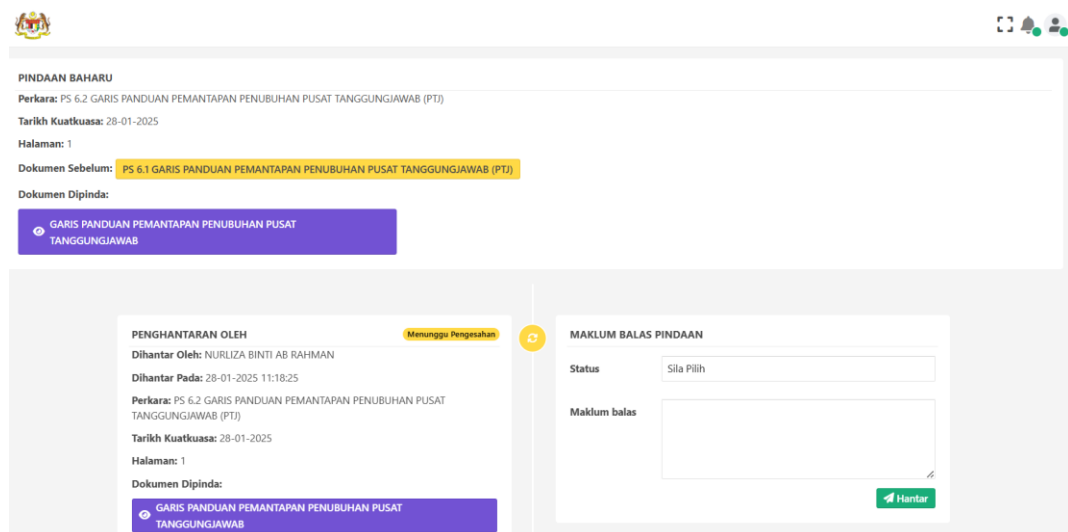 PINDAAN BAHARU
Perkara: PS 6.2 GARIS PANDUAN PEMANTAPAN PENUBUHAN PUSAT TANGGUNGJAWAB (PTJ)
Tarikh Kuatkuasa: 28-01-2025
Halaman: 1
Dokumen Sebelum: PS 6.1 GARIS PANDUAN PEMANTAPAN PENUBUHAN PUSAT TANGGUNGJAWAB (PTJ)
Dokumen Dipinda:
GARIS PANDUAN PEMANTAPAN PENUBUHAN PUSAT
TANGGUNGJAWAB
PENGHANTARAN OLEH Menunggu Pengesahan
Dihantar Oleh: NURLIZA BINTI AB RAHMAN
Dihantar Pada: 28-01-2025 11:18:25
Perkara: PS 6.2 GARIS PANDUAN PEMANTAPAN PENUBUHAN PUSAT
TANGGUNGJAWAB (PTJ)
Tarikh Kuatkuasa: 28-01-2025
Halaman: 1
Dokumen Dipinda:
GARIS PANDUAN PEMANTAPAN PENUBUHAN PUSAT
TANGGUNGJAWAB
MAKLUM BALAS PINDAAN
Status Sila Pilih
Maklum balas
Hantar